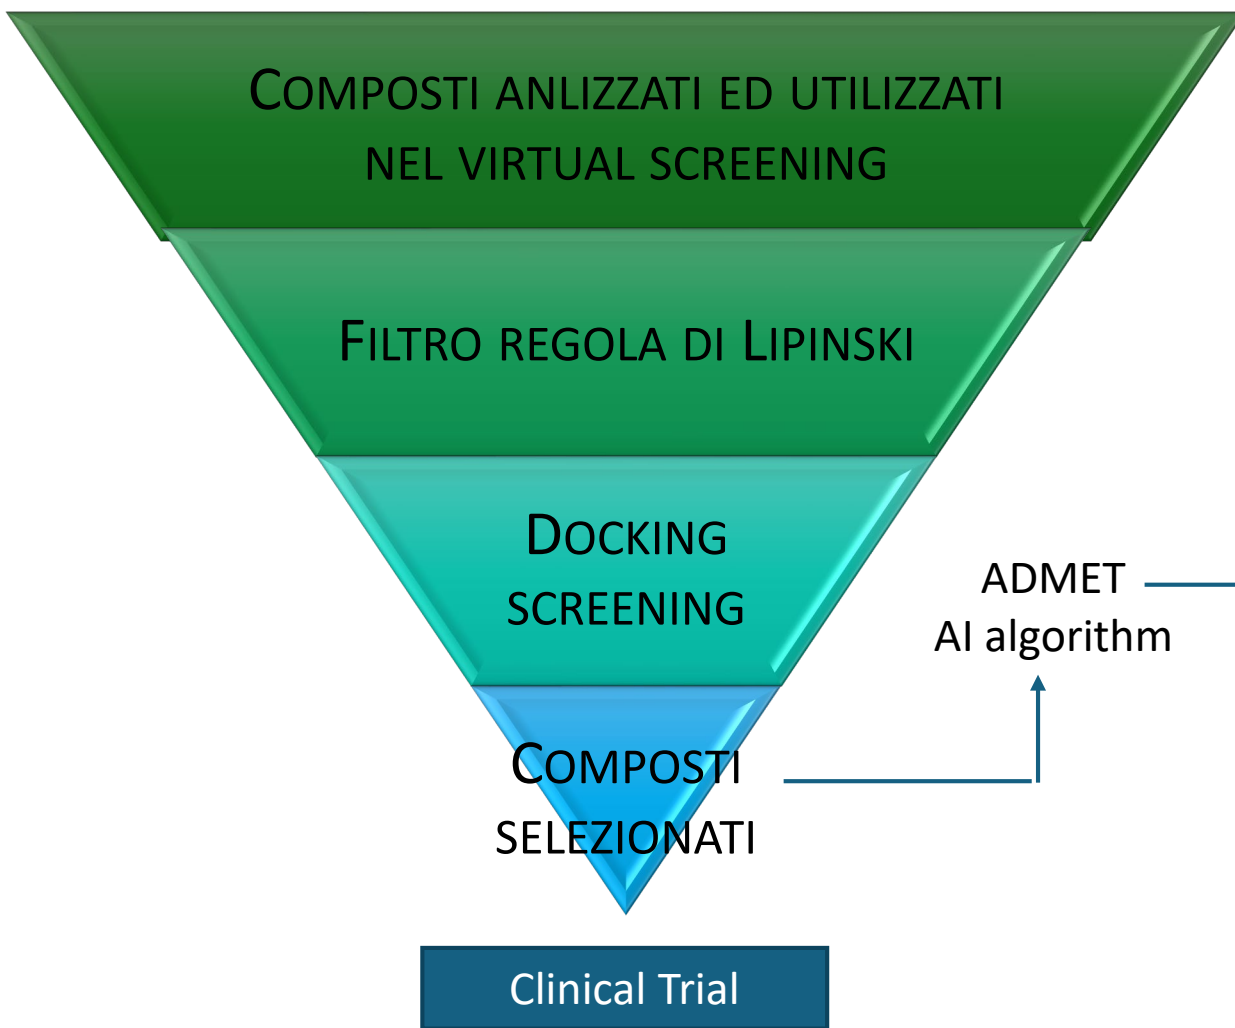 COMPOSTI ANLIZZATI ED UTILIZZATI
NEL VIRTUAL SCREENING
FILTRO REGOLA DI LIPINSKI
DOCKING
SCREENING
ADMET
AI algorithm
COMPOSTI
SELEZIONATI
Clinical Trial